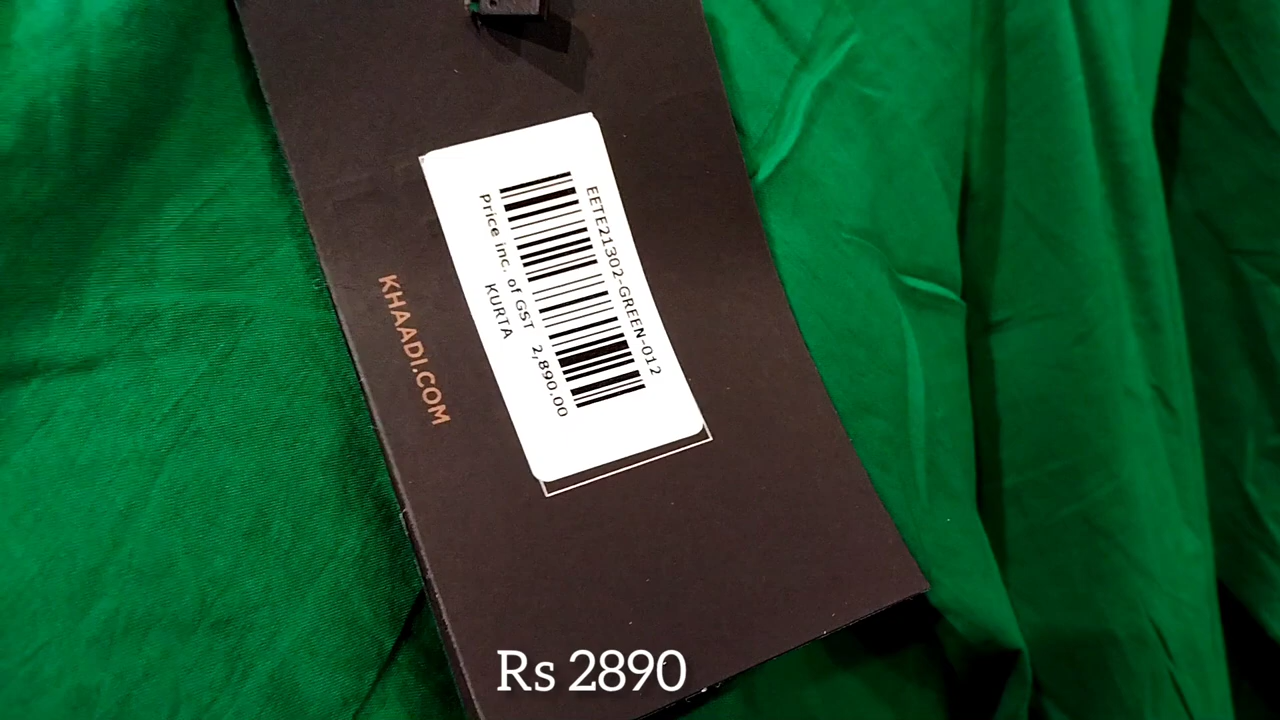 EETE21302-GREEN-012
Price inc. of GST 2,890.00
KURTA
KHAADI.COM
Rs 2890